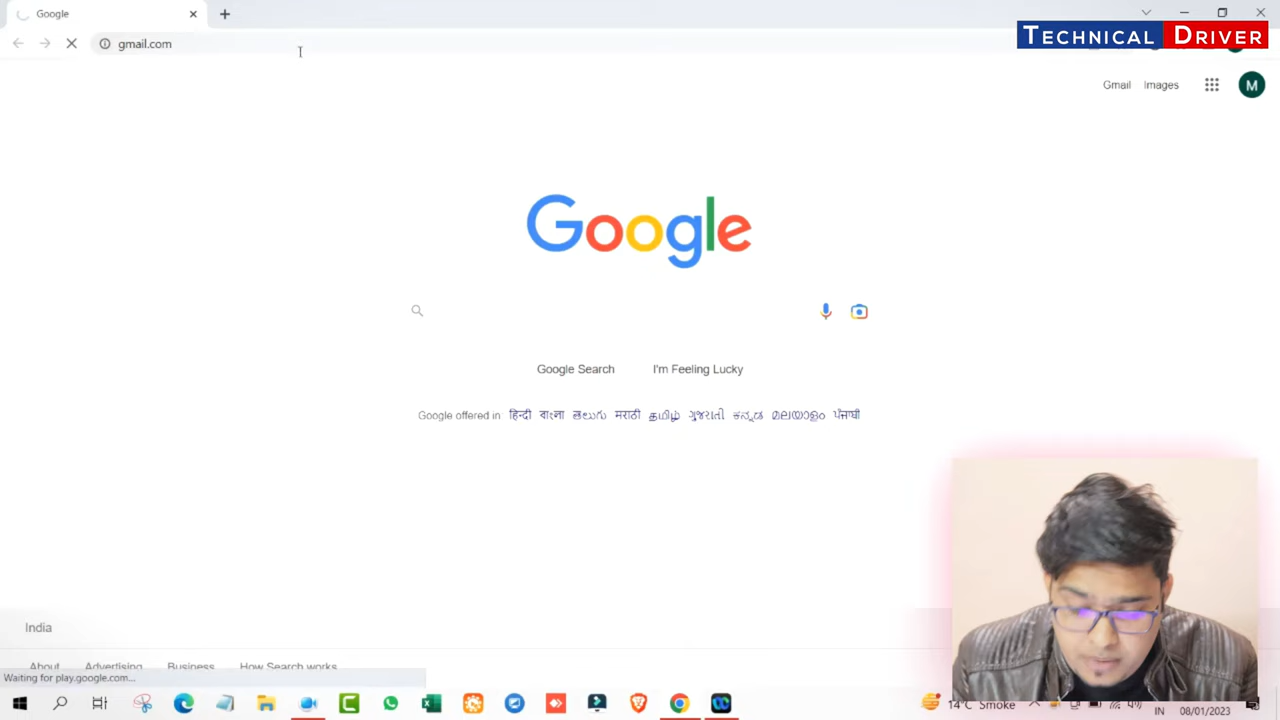 Google
gmail.com
TECHNICAL DRIVER
Gmail Images
M
Google
Google Search I'm Feeling Lucky
Google offered in हिन्दी বাংলা తెలుగు मराठी தமிழ் ગુજરાતી ಕನ್ನಡ മലയാളം ਪੰਜਾਬੀ
India
About Advertising Business How Search works
Waiting for play.google.com...
14°C Smoke
IN 08/01/2023